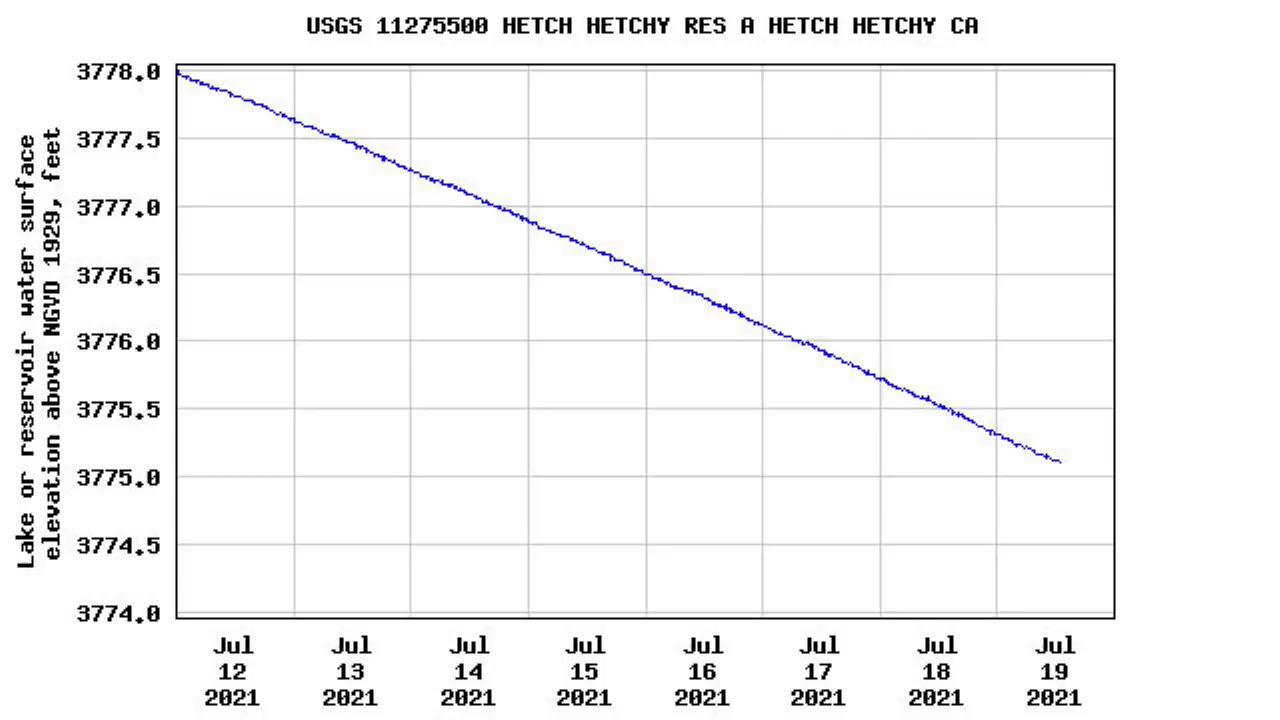 USGS 11275500 HETCH HETCHY RES A HETCH HETCHY CA
Lake or reservoir water surface
elevation above NGVD 1929, feet
3778.0
3777.5
3777.0
3776.5
3776.0
3775.5
3775.0
3774.5
3774.0
Jul Jul Jul Jul Jul Jul Jul Jul
12 13 14 15 16 17 18 19
2021 2021 2021 2021 2021 2021 2021 2021